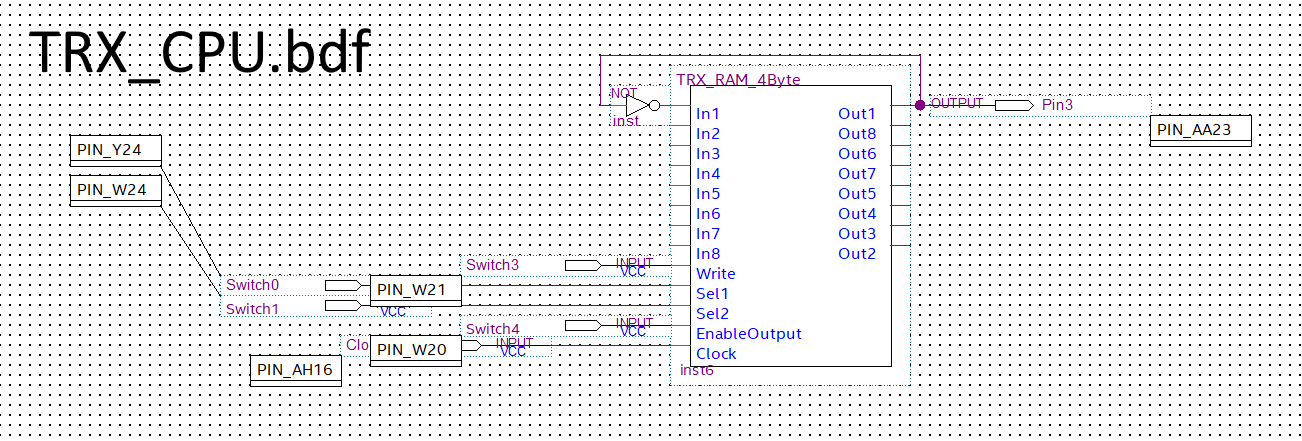 TRX_CPU.bdf
TRX_RAM_4Byte
NOT
inst
In1
In2
In3
In4
In5
In6
In7
In8
Write
Sel1
Sel2
EnableOutput
Clock
Out1
Out8
Out6
Out7
Out5
Out4
Out3
Out2
inst6
OUTPUT
Pin3
PIN_AA23
PIN_Y24
PIN_W24
Switch3
INPUT
VCC
Switch0
PIN_W21
Switch1
VCC
Switch4
INPUT
VCC
Clo
PIN_W20
INPUT
VCC
PIN_AH16